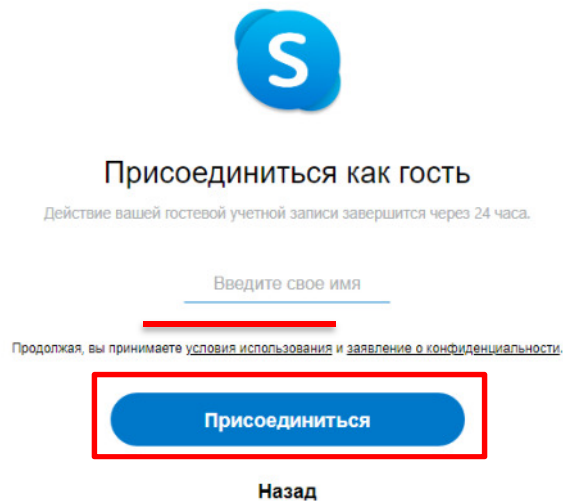 S
Присоединиться как гость
Действие вашей гостевой учетной записи завершится через 24 часа.
Введите свое имя
Продолжая, вы принимаете условия использования и заявление о конфиденциальности.
Присоединиться
Назад